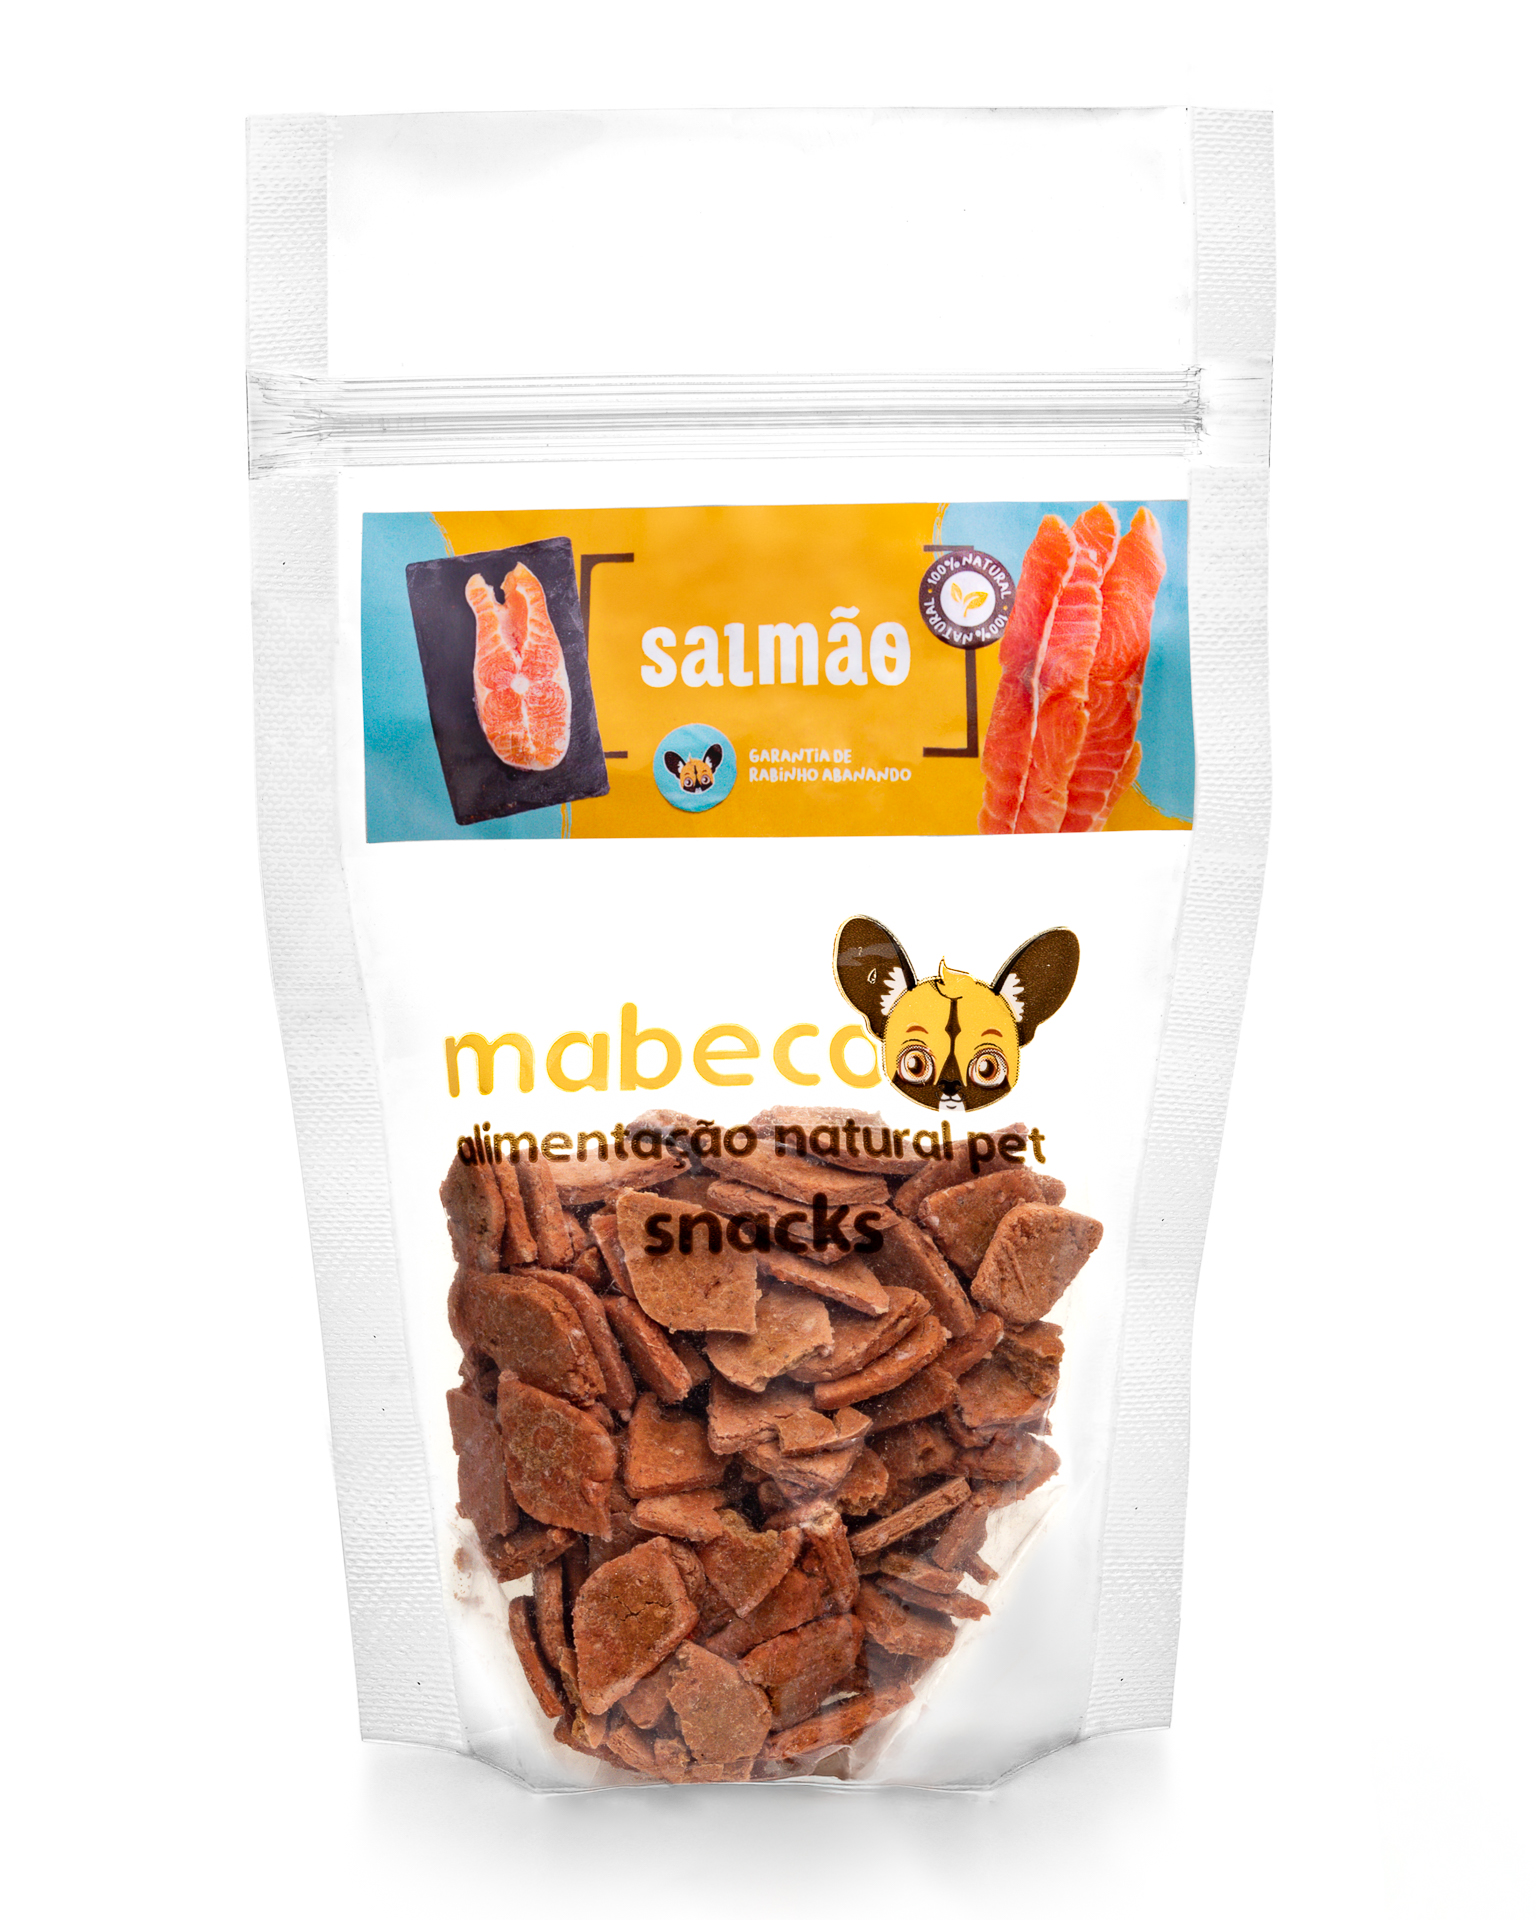 100% NATURAL • 100% NATURAL •
salmão
GARANTIA DE
RABINHO ABANANDO
mabeco
alimentação natural pet
snacks